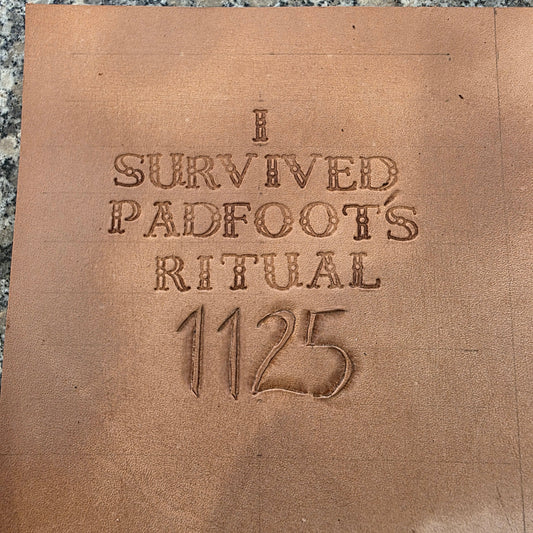 I
SURVIVED
PADFOOT'S
RITUAL
1125